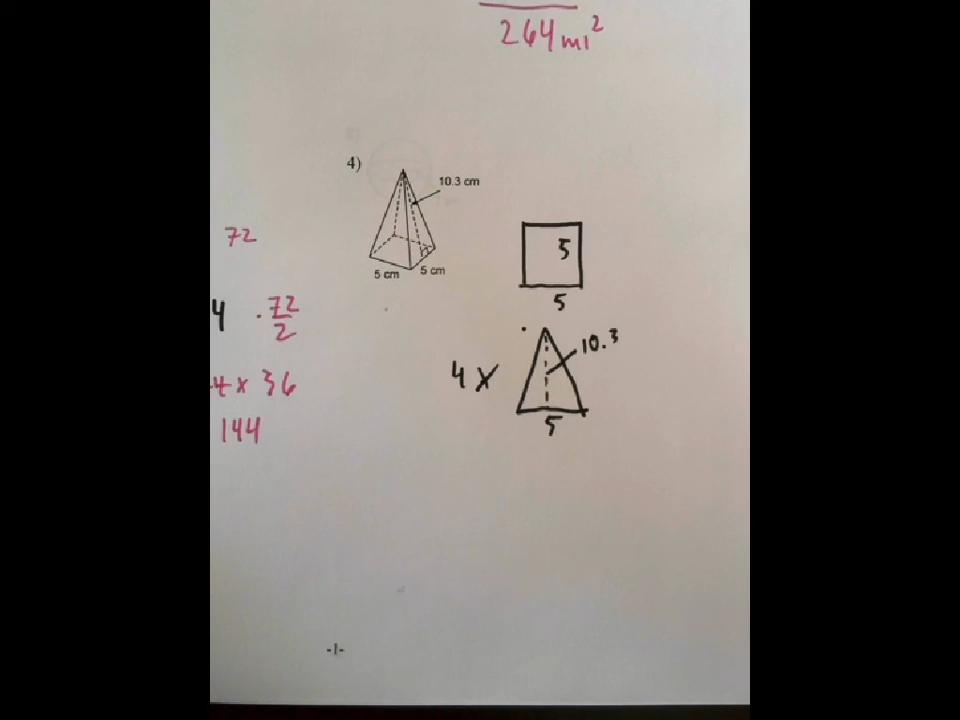 264 mi²
4)
10.3 cm
5 cm
5 cm
72
4 · 72/2
4 x 36
144
5
5
10.3
4 x
5
-1-